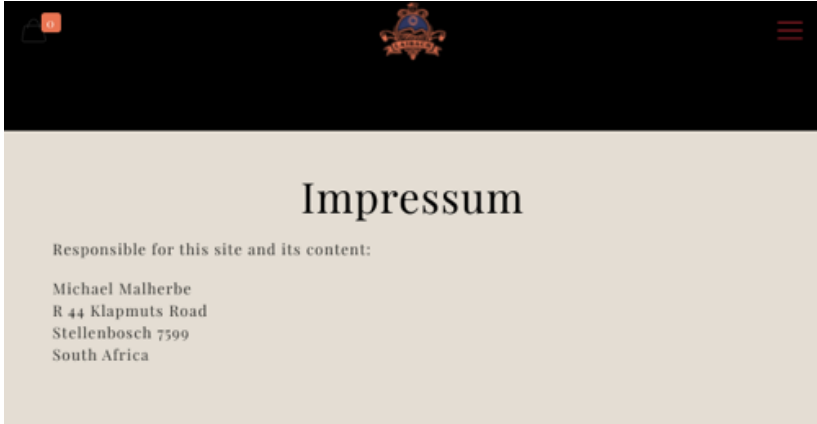 0
Impressum
Responsible for this site and its content:
Michael Malherbe
R 44 Klapmuts Road
Stellenbosch 7599
South Africa